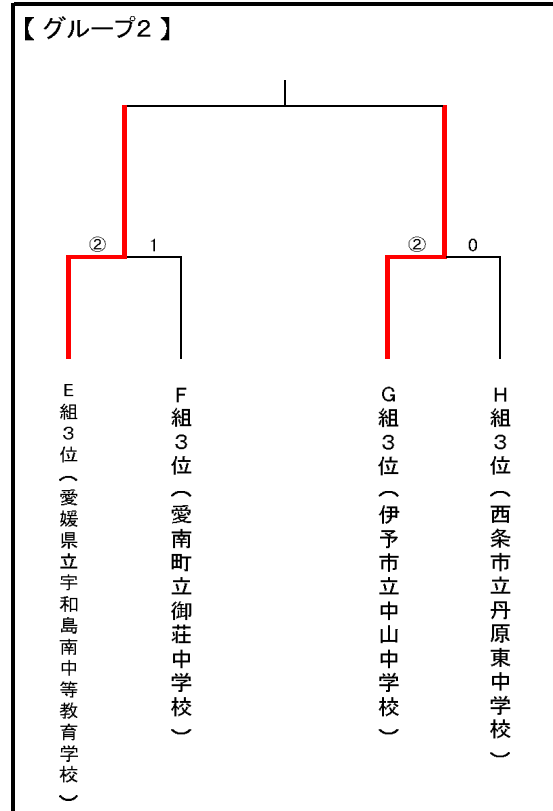 【 グループ2 】
② 1 ② 0
E組3位(愛媛県立宇和島南中等教育学校)
F組3位(愛南町立御荘中学校)
G組3位(伊予市立中山中学校)
H組3位(西条市立丹原東中学校)